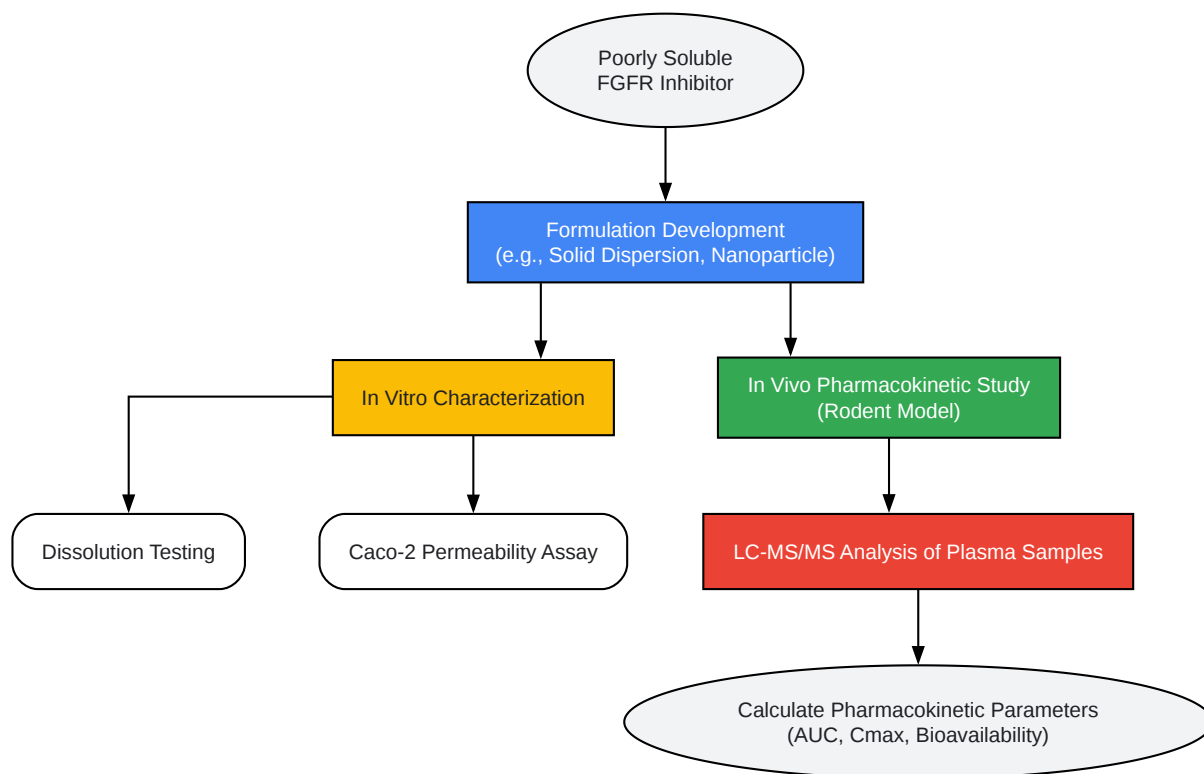 Poorly Soluble
FGFR Inhibitor
Formulation Development
(e.g., Solid Dispersion, Nanoparticle)
In Vitro Characterization
In Vivo Pharmacokinetic Study
(Rodent Model)
Dissolution Testing
Caco-2 Permeability Assay
LC-MS/MS Analysis of Plasma Samples
Calculate Pharmacokinetic Parameters
(AUC, Cmax, Bioavailability)